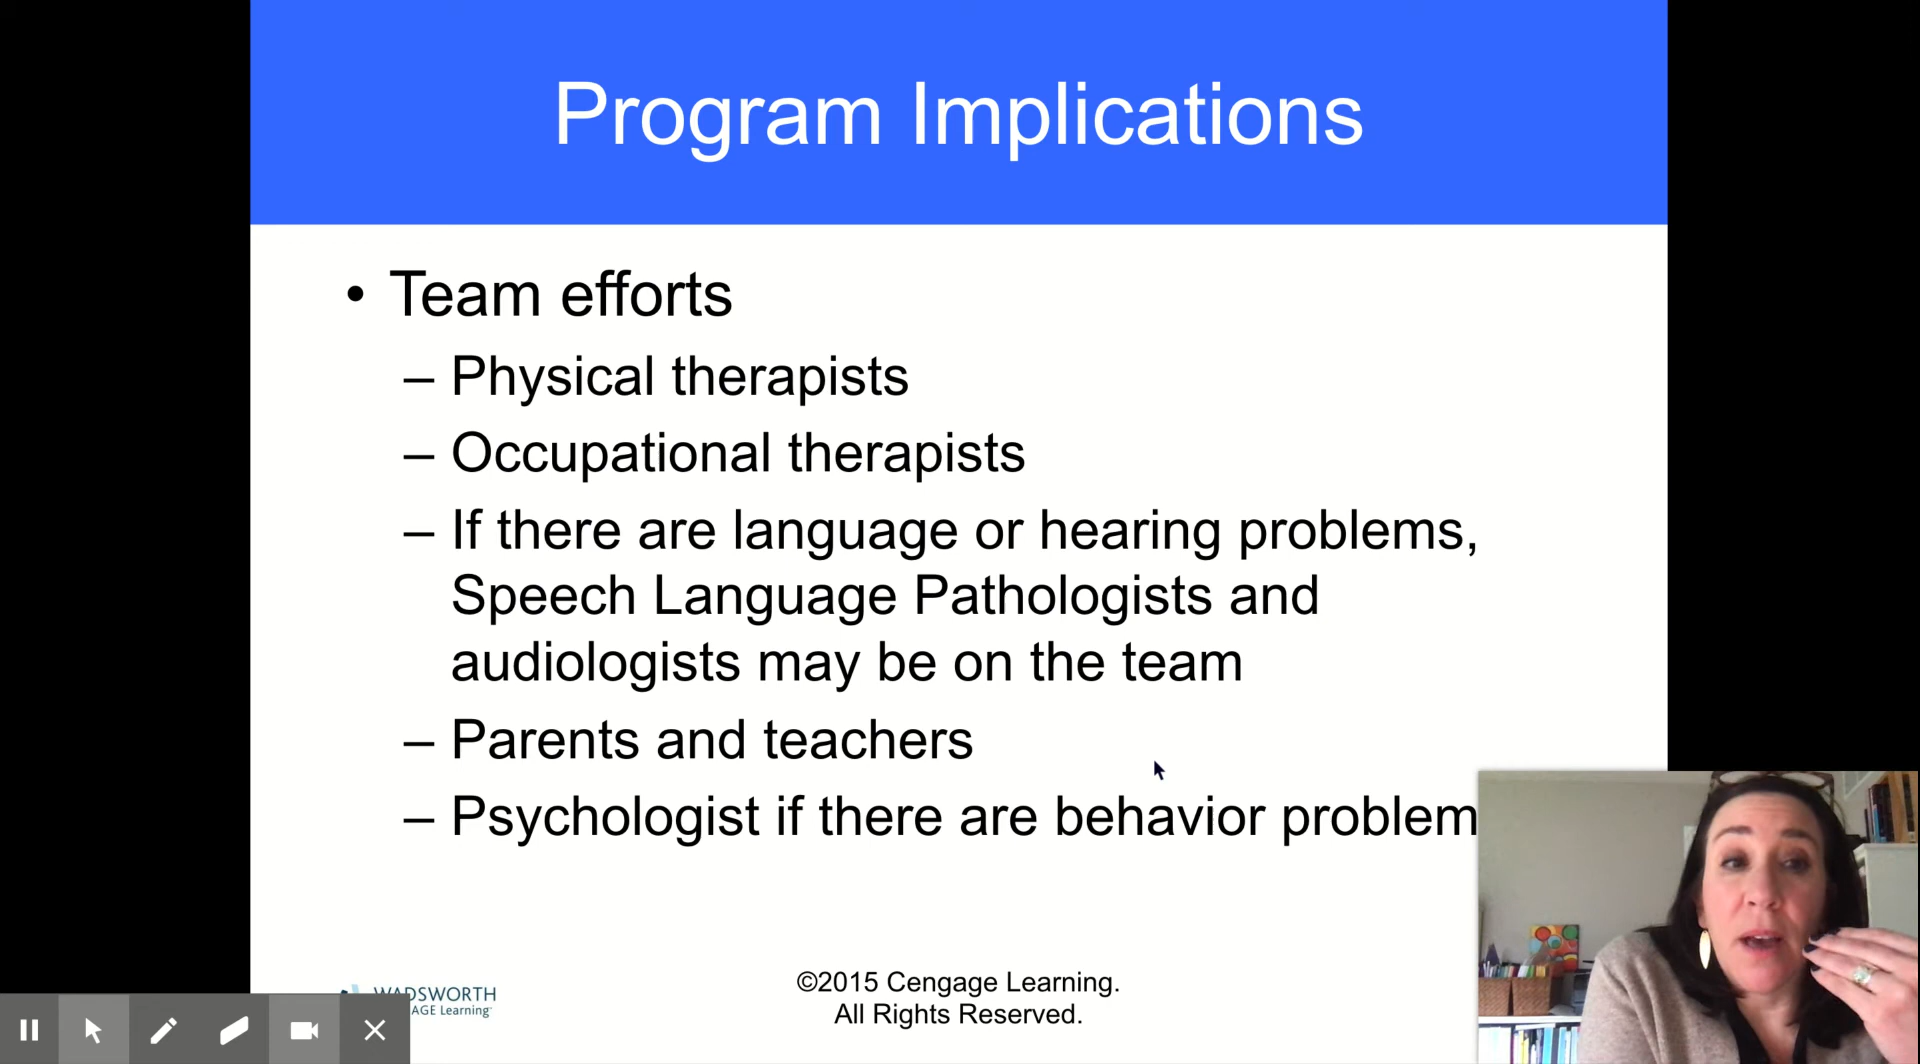 Program Implications
• Team efforts
– Physical therapists
– Occupational therapists
– If there are language or hearing problems,
Speech Language Pathologists and
audiologists may be on the team
– Parents and teachers
– Psychologist if there are behavior problem
WADSWORTH
AGE Learning
©2015 Cengage Learning.
All Rights Reserved.